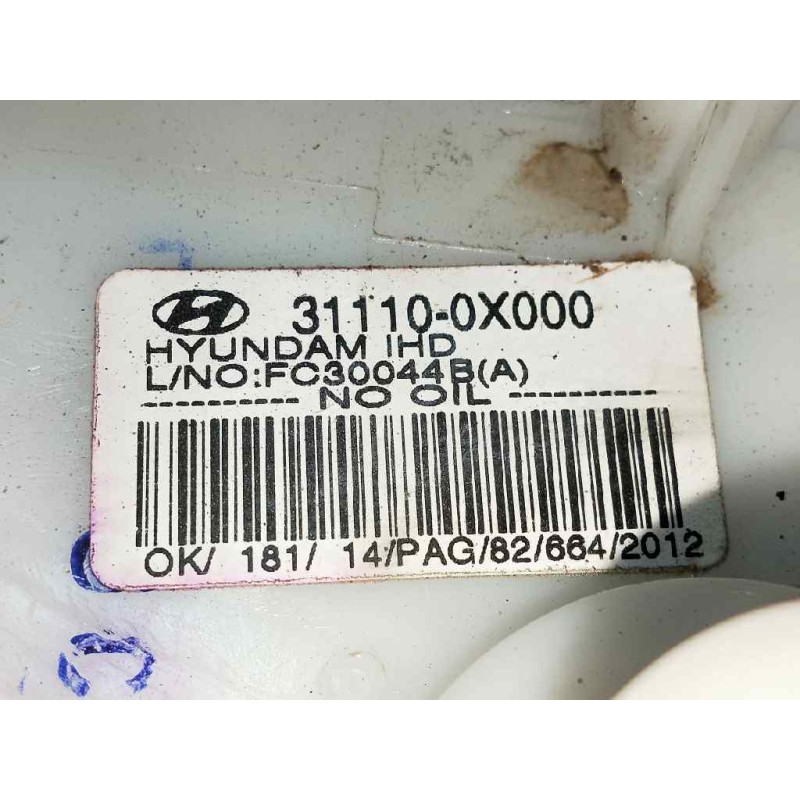 31110-0X000
HYUNDAM IHD
L/NO:FC30044B(A)
---------- NO OIL ------------
OK/ 181/ 14/PAG/82/664/2012